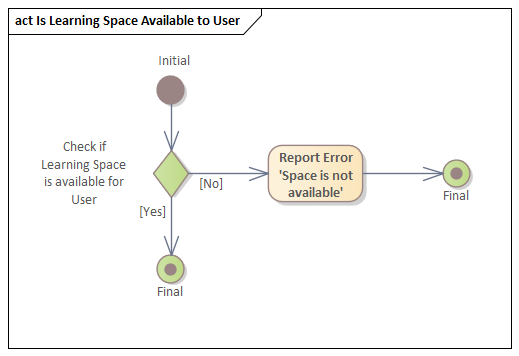 act Is Learning Space Available to User
Initial
Check if
Learning Space
is available for
User
Report Error
'Space is not
available'
[No]
Final
[Yes]
Final